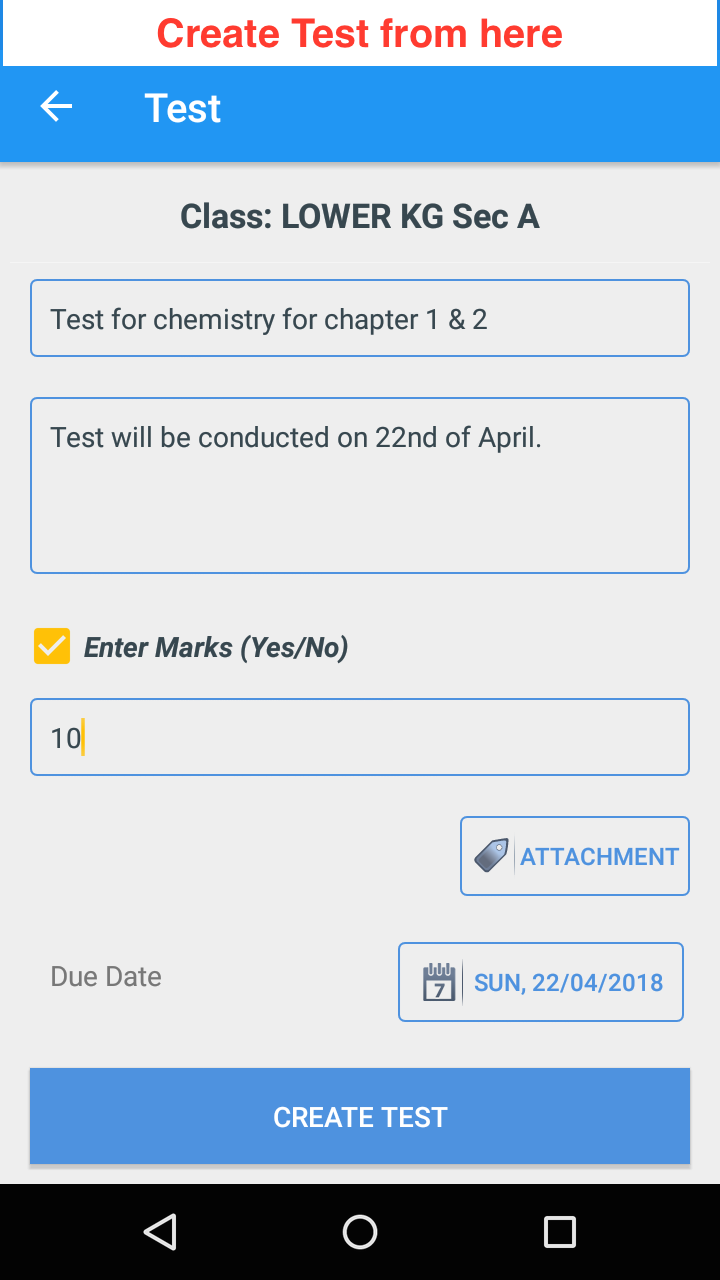 Create Test from here
Test
Class: LOWER KG Sec A
Test for chemistry for chapter 1 & 2
Test will be conducted on 22nd of April.
Enter Marks (Yes/No)
10
ATTACHMENT
Due Date
7
SUN, 22/04/2018
CREATE TEST